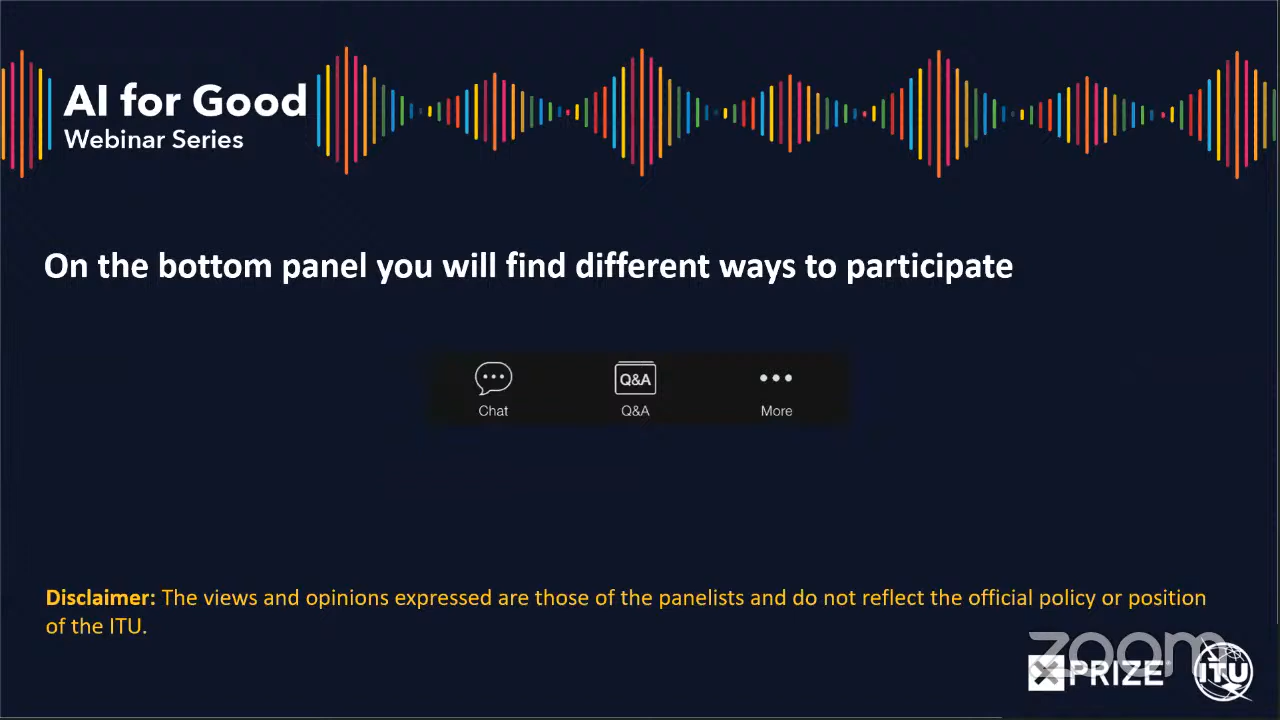 AI for Good
Webinar Series
On the bottom panel you will find different ways to participate
Q&A
Chat
Q&A
More
Disclaimer: The views and opinions expressed are those of the panelists and do not reflect the official policy or position
of the ITU.
zoom
XPRIZE
ITU